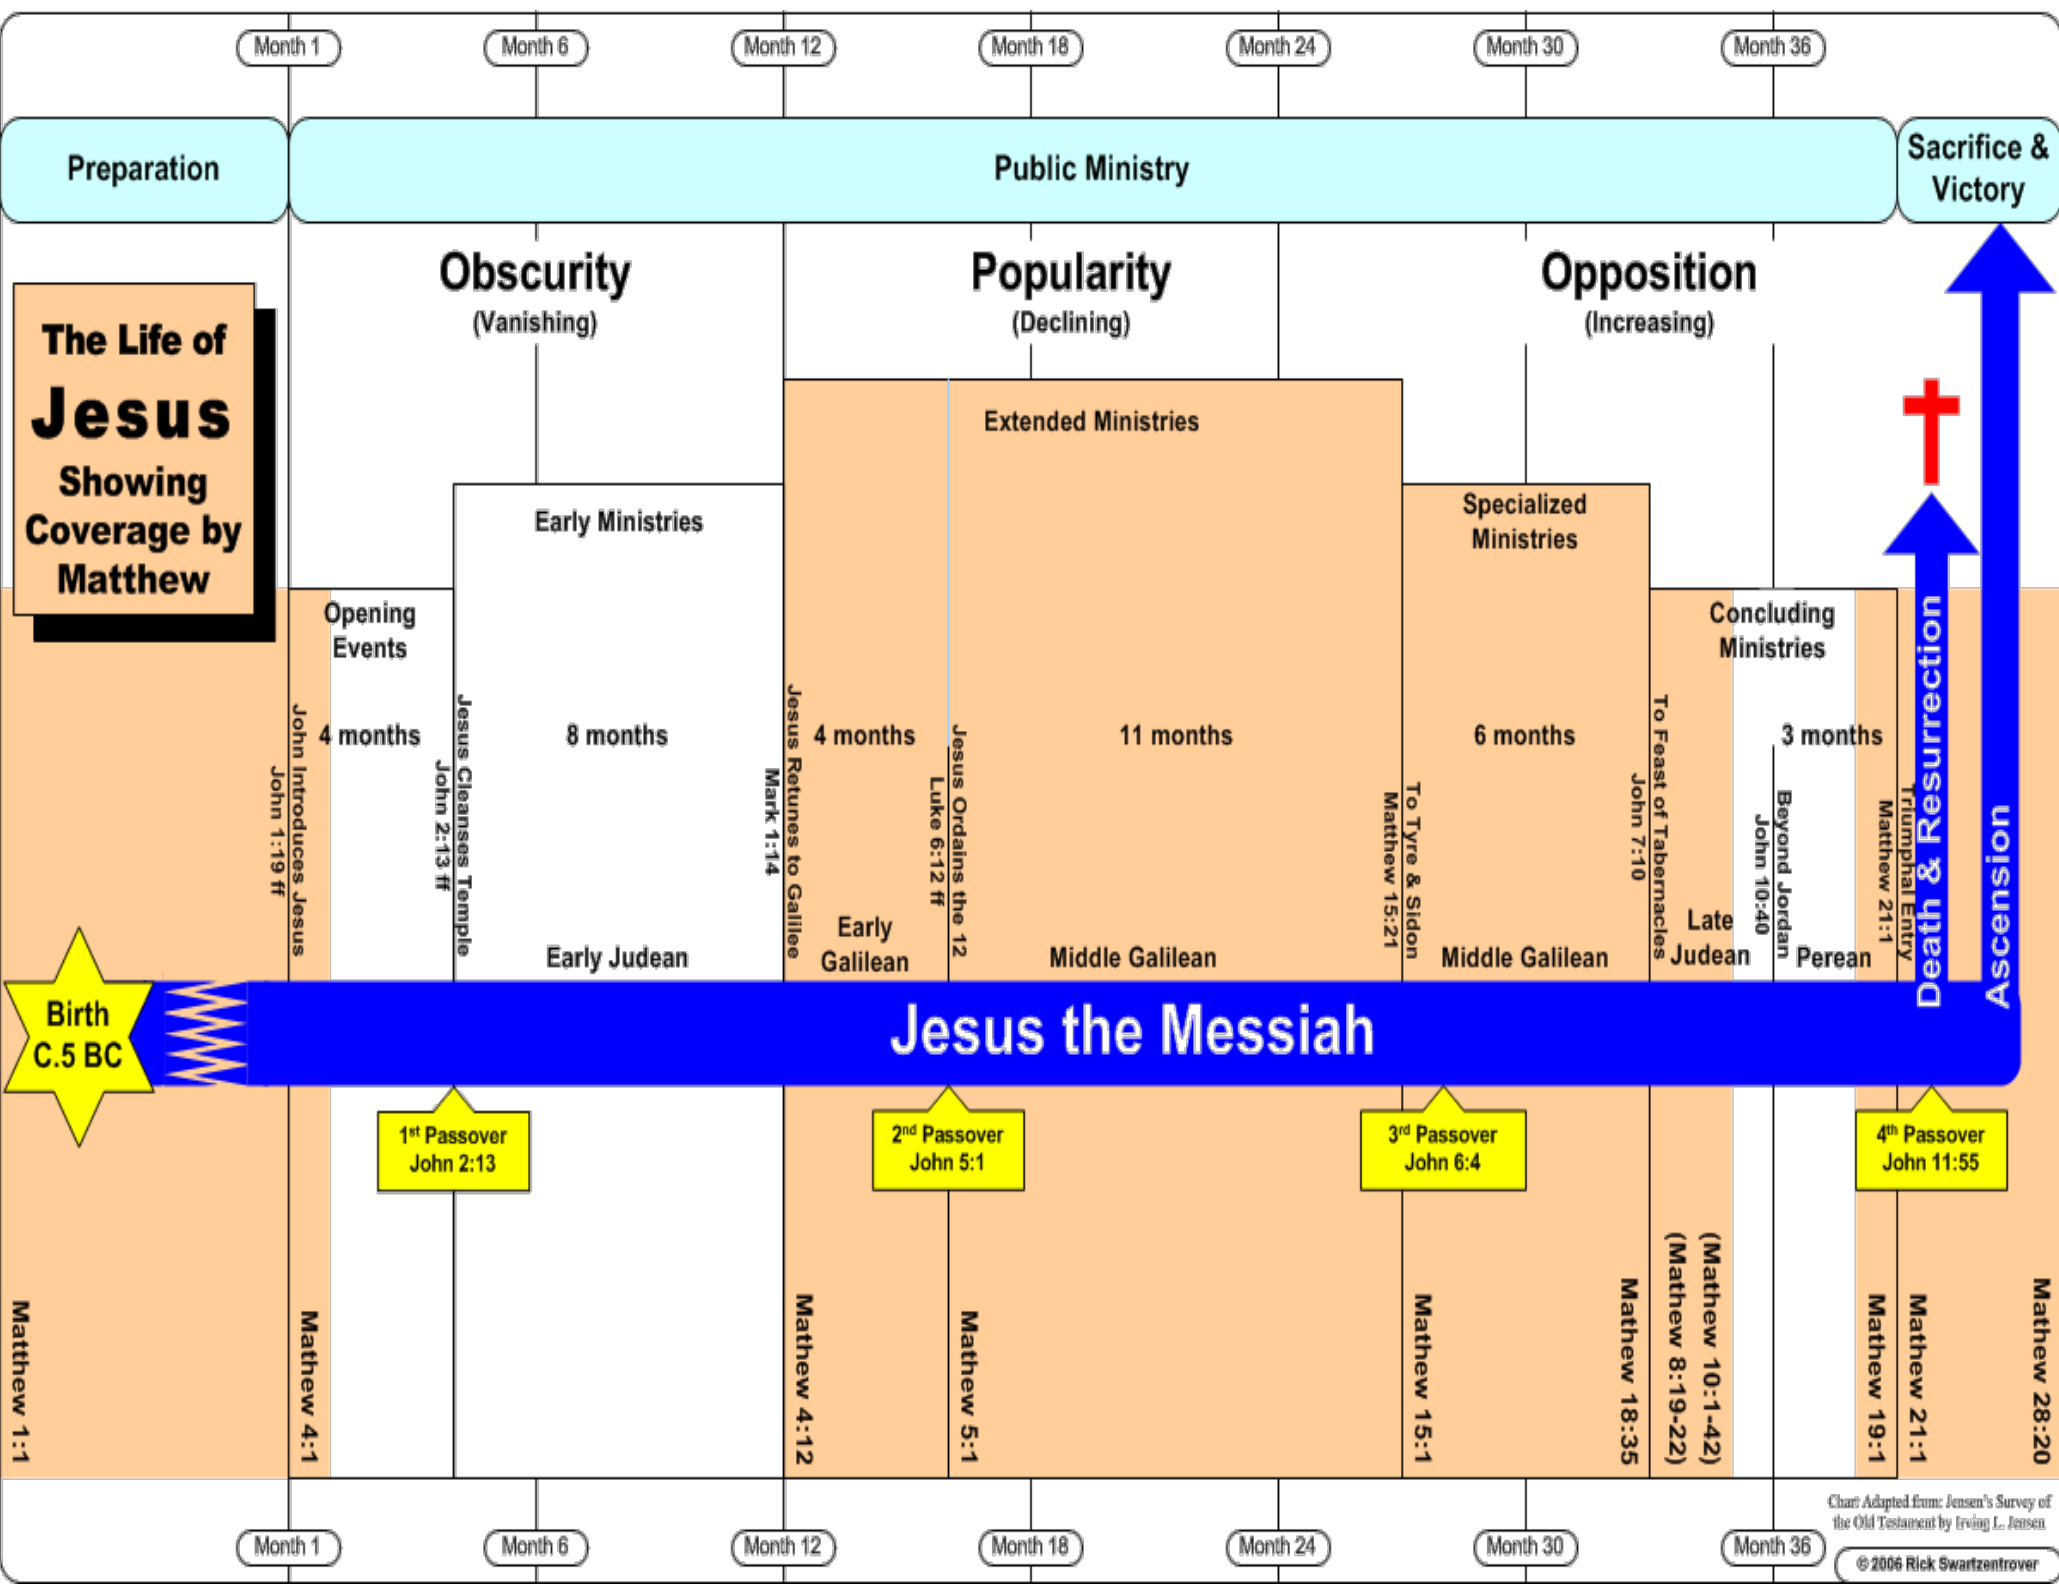 Month 1
Month 6
Month 12
Month 18
Month 24
Month 30
Month 36
Preparation
Public Ministry
Sacrifice &
Victory
Obscurity
(Vanishing)
Popularity
(Declining)
Opposition
(Increasing)
The Life of
Jesus
Showing
Coverage by
Matthew
Extended Ministries
Early Ministries
Specialized
Ministries
Opening
Events
Concluding
Ministries
4 months
8 months
4 months
11 months
6 months
3 months
John Introduces Jesus
John 1:19 ff
Jesus Cleanses Temple
John 2:13 ff
Jesus Retunes to Galilee
Mark 1:14
Jesus Ordains the 12
Luke 6:12 ff
To Tyre & Sidon
Matthew 15:21
To Feast of Tabernacles
John 7:10
Beyond Jordan
John 10:40
Triumphal Entry
Matthew 21:1
Death & Resurrection
Ascension
Early Judean
Early
Galilean
Middle Galilean
Middle Galilean
Late
Judean
Perean
Birth
C.5 BC
Jesus the Messiah
1st Passover
John 2:13
2nd Passover
John 5:1
3rd Passover
John 6:4
4th Passover
John 11:55
Matthew 1:1
Mathew 4:1
Mathew 4:12
Mathew 5:1
Mathew 15:1
Mathew 18:35
(Mathew 8:19-22)
(Mathew 10:1-42)
Mathew 19:1
Mathew 21:1
Mathew 28:20
Chart Adapted from: Jensen's Survey of
the Old Testament by Irving L. Jensen
Month 1
Month 6
Month 12
Month 18
Month 24
Month 30
Month 36
© 2006 Rick Swartzentrover